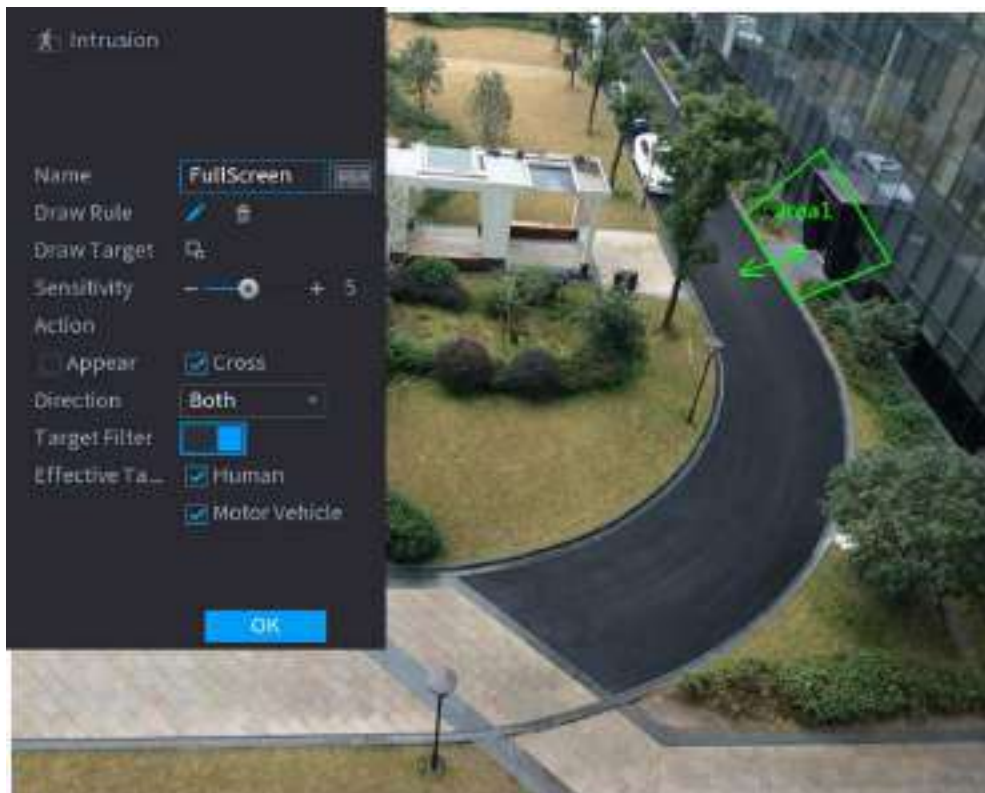 Intrusion
Name FullScreen
Draw Rule
Draw Target
Sensitivity - + 5
Action
Appear Cross
Direction Both
Target Filter
Effective Ta...
Human
Motor Vehicle
OK